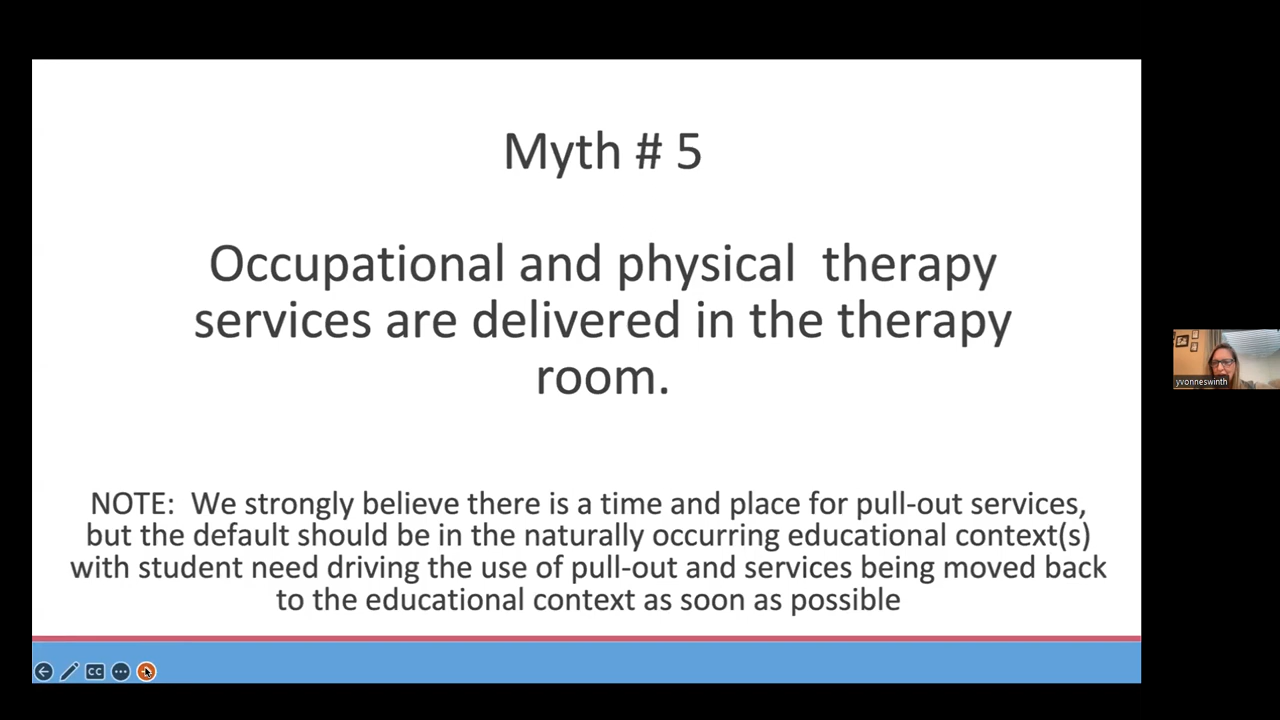 Myth # 5
Occupational and physical  therapy
services are delivered in the therapy
room.
NOTE:  We strongly believe there is a time and place for pull-out services,
but the default should be in the naturally occurring educational context(s)
with student need driving the use of pull-out and services being moved back
to the educational context as soon as possible
yvonneswinth
CC